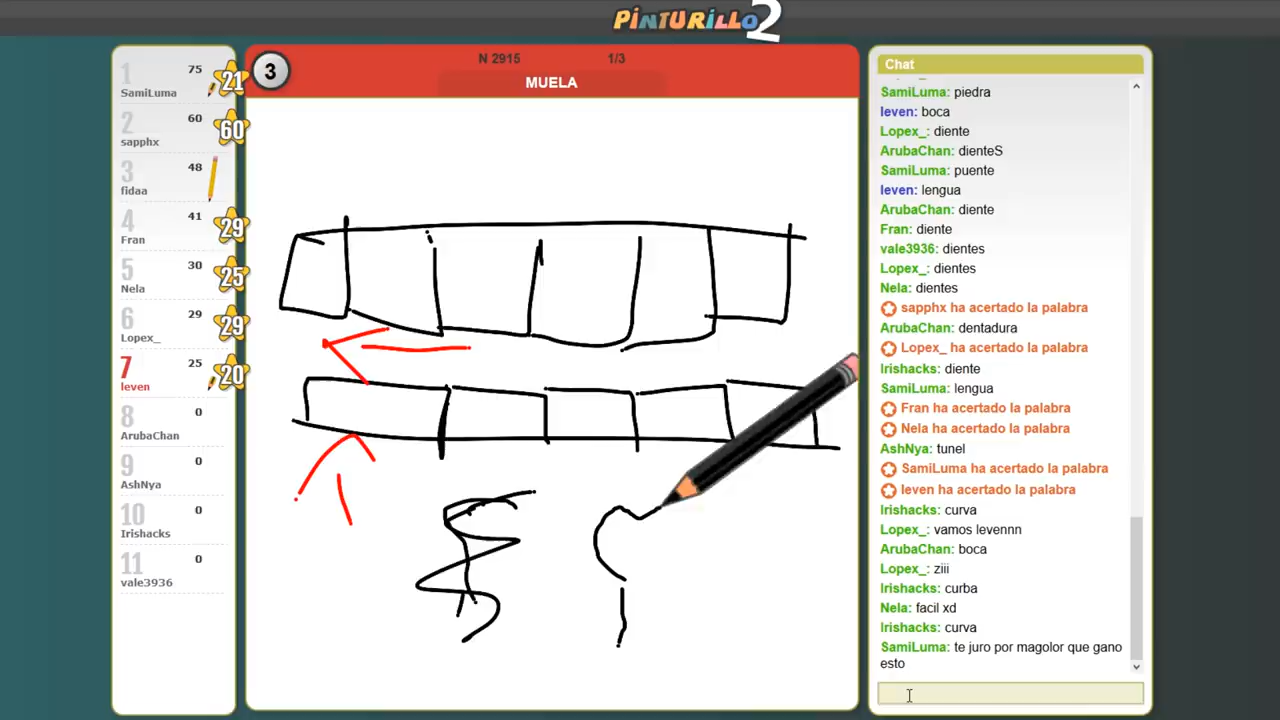 PiNTURiLLO 2
1
75
21
SamiLuma
2
60
60
sapphx
3
48
fidaa
4
41
29
Fran
5
30
25
Nela
6
29
29
Lopex_
7
25
20
leven
8
0
ArubaChan
9
0
AshNya
10
0
Irishacks
11
0
vale3936
3
N 2915
1/3
MUELA
Chat
SamiLuma: piedra
leven: boca
Lopex_: diente
ArubaChan: dienteS
SamiLuma: puente
leven: lengua
ArubaChan: diente
Fran: diente
vale3936: dientes
Lopex_: dientes
Nela: dientes
sapphx ha acertado la palabra
ArubaChan: dentadura
Lopex_ ha acertado la palabra
Irishacks: diente
SamiLuma: lengua
Fran ha acertado la palabra
Nela ha acertado la palabra
AshNya: tunel
SamiLuma ha acertado la palabra
leven ha acertado la palabra
Irishacks: curva
Lopex_: vamos levennn
ArubaChan: boca
Lopex_: ziii
Irishacks: curba
Nela: facil xd
Irishacks: curva
SamiLuma: te juro por magolor que gano
esto